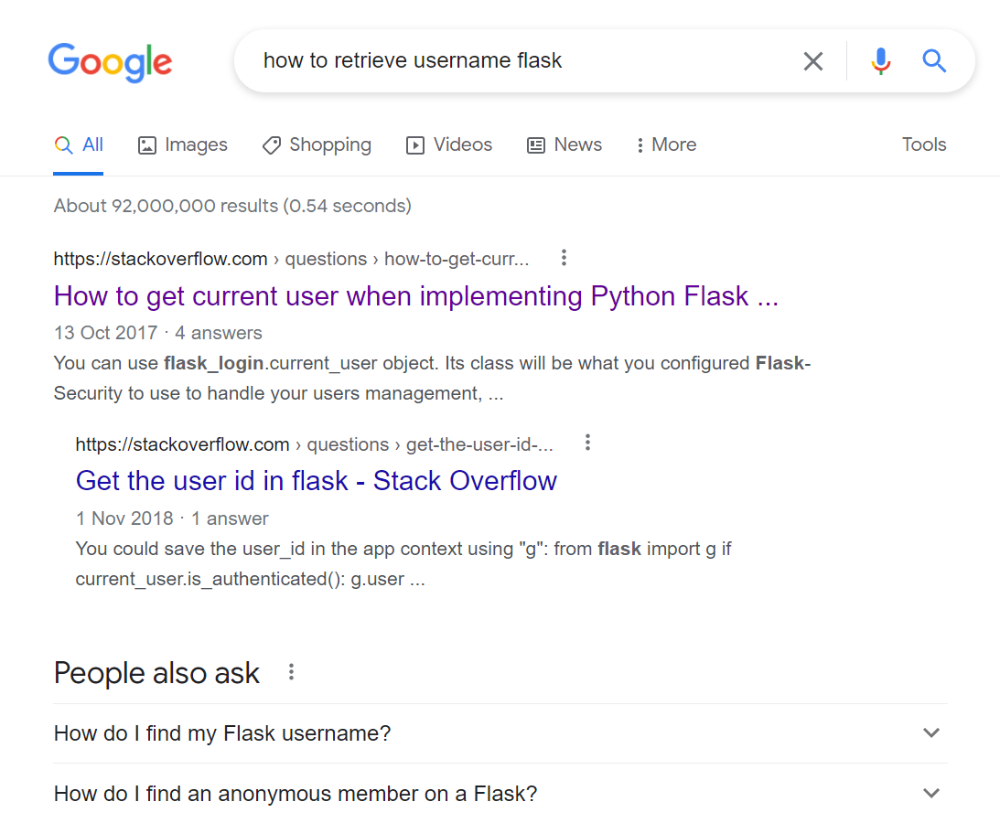 Google
how to retrieve username flask
All Images Shopping Videos News More Tools
About 92,000,000 results (0.54 seconds)
https://stackoverflow.com › questions › how-to-get-curr...
How to get current user when implementing Python Flask ...
13 Oct 2017 · 4 answers
You can use flask_login.current_user object. Its class will be what you configured Flask-
Security to use to handle your users management, ...
https://stackoverflow.com › questions › get-the-user-id-...
Get the user id in flask - Stack Overflow
1 Nov 2018 · 1 answer
You could save the user_id in the app context using "g": from flask import g if
current_user.is_authenticated(): g.user ...
People also ask
How do I find my Flask username?
How do I find an anonymous member on a Flask?